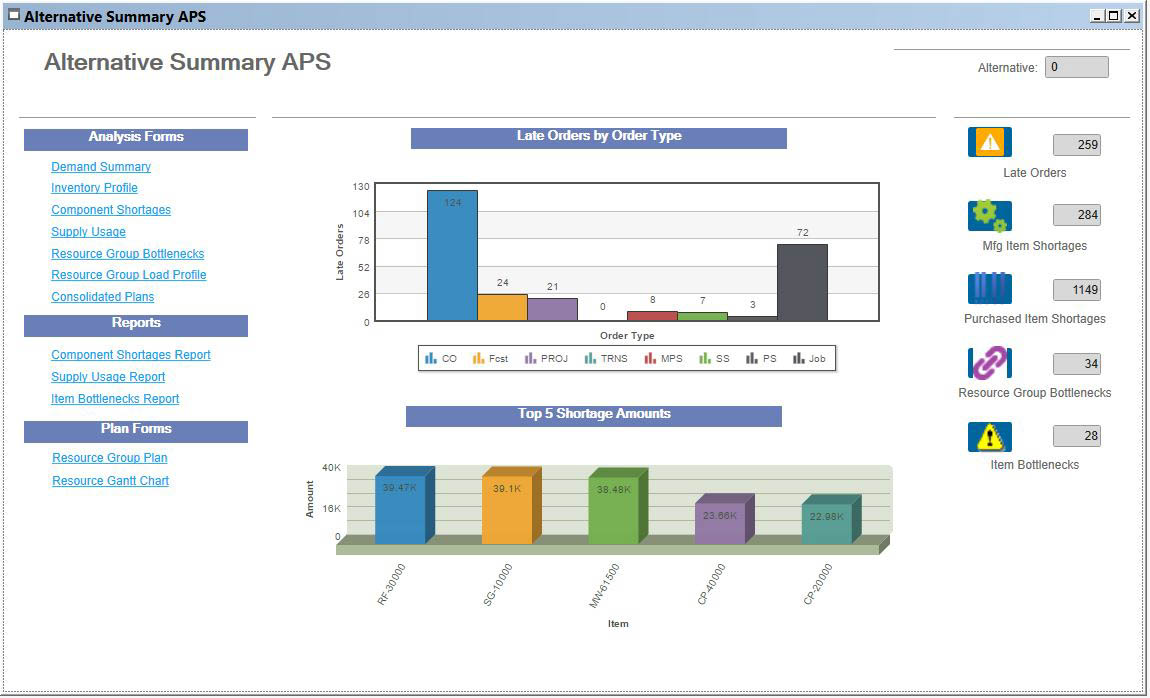 Alternative Summary APS
Alternative Summary APS
Alternative: 0
Analysis Forms
Demand Summary
Inventory Profile
Component Shortages
Supply Usage
Resource Group Bottlenecks
Resource Group Load Profile
Consolidated Plans
Reports
Component Shortages Report
Supply Usage Report
Item Bottlenecks Report
Plan Forms
Resource Group Plan
Resource Gantt Chart
Late Orders by Order Type
Late Orders
130
104
78
52
26
0
124 24 21 0 8 7 3 72
Order Type
CO Fcst PROJ TRNS MPS SS PS Job
Top 5 Shortage Amounts
Amount
40K
16K
0
39.47K 39.1K 38.48K 23.66K 22.98K
RF-30000 SG-10000 MW-61500 CP-40000 CP-20000
Item
259
Late Orders
284
Mfg Item Shortages
1149
Purchased Item Shortages
34
Resource Group Bottlenecks
28
Item Bottlenecks